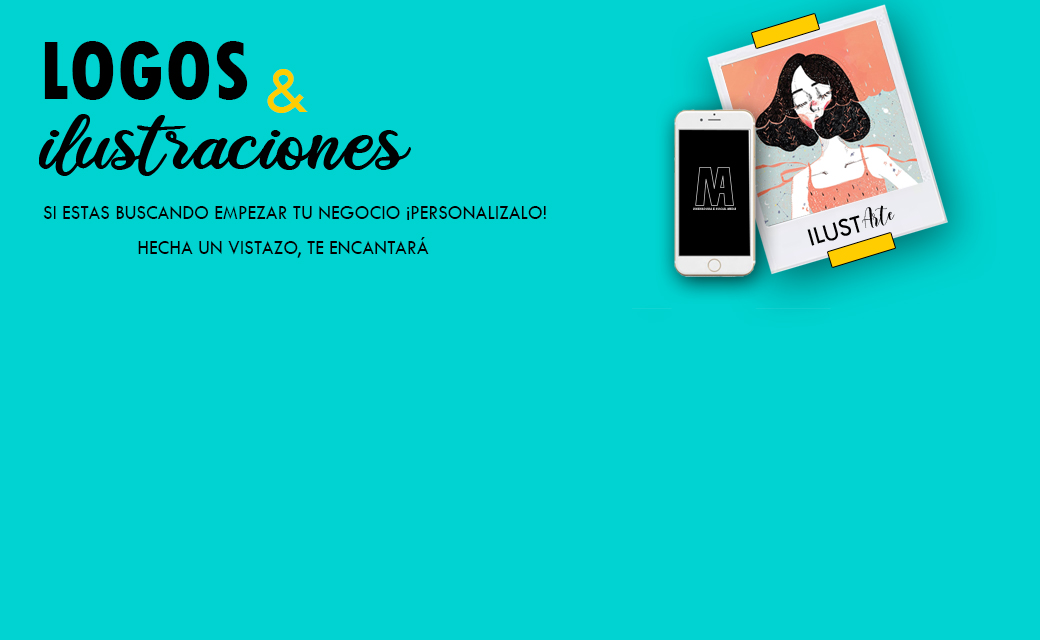 LOGOS
&
ilustraciones
SI ESTAS BUSCANDO EMPEZAR TU NEGOCIO ¡PERSONALIZALO!
HECHA UN VISTAZO, TE ENCANTARÁ
MA
ILUSTArte